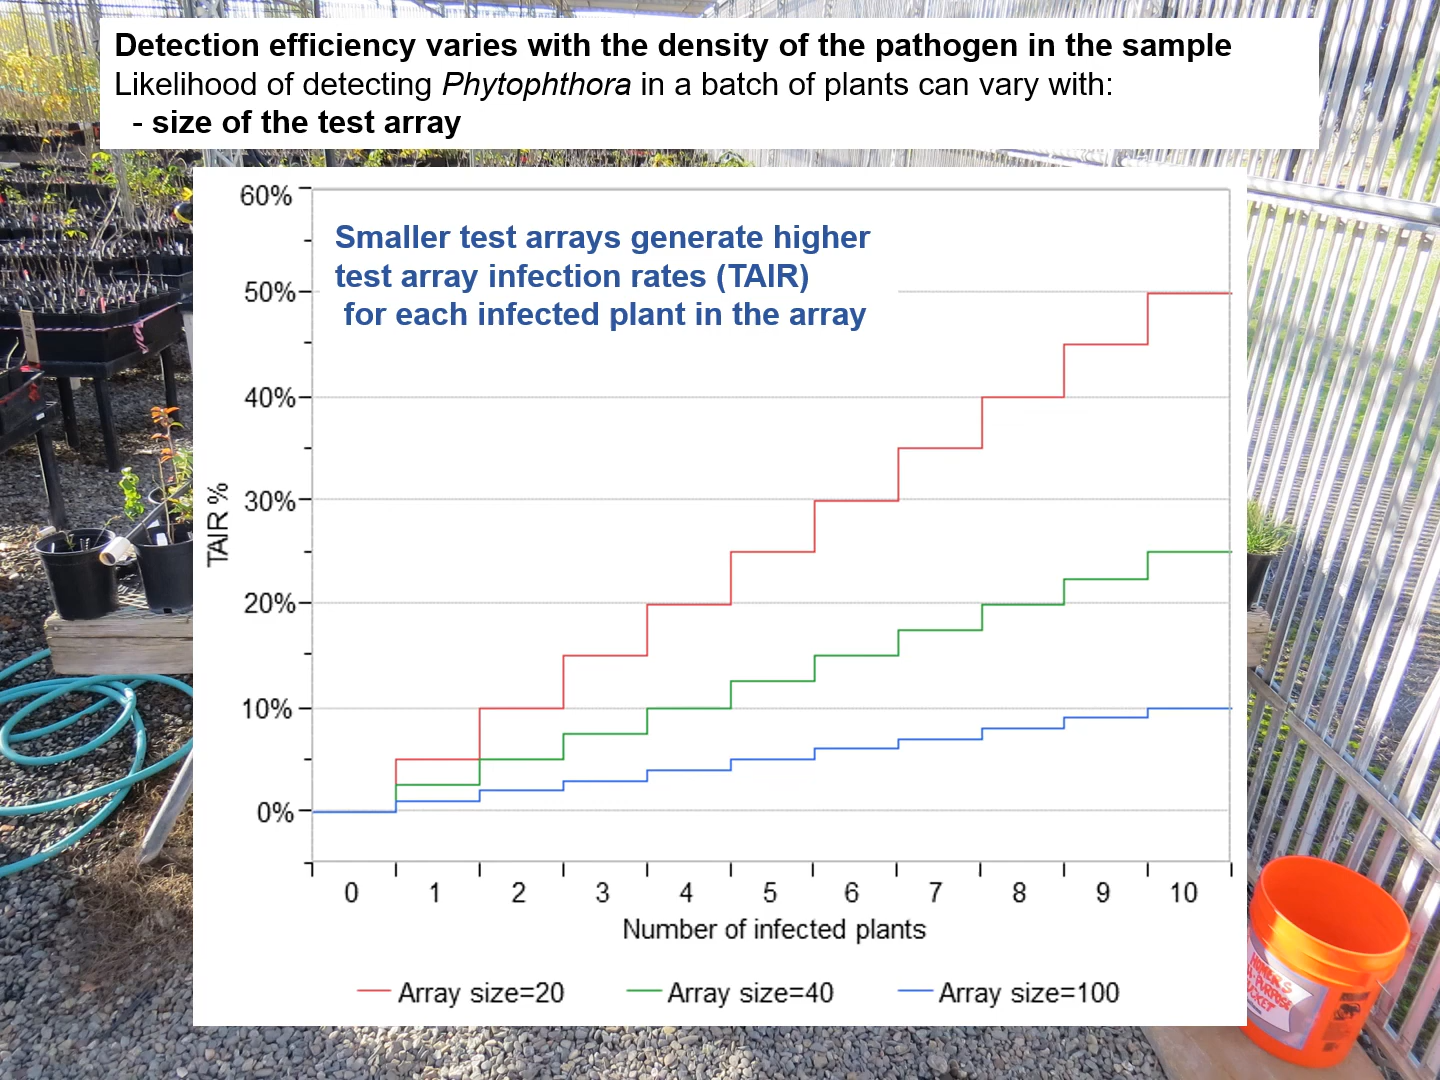 Detection efficiency varies with the density of the pathogen in the sample
Likelihood of detecting Phytophthora in a batch of plants can vary with:
- size of the test array
Smaller test arrays generate higher
test array infection rates (TAIR)
for each infected plant in the array
60%
50%
40%
30%
20%
10%
0%
TAIR %
0 1 2 3 4 5 6 7 8 9 10
Number of infected plants
Array size=20 Array size=40 Array size=100
HOMER'S